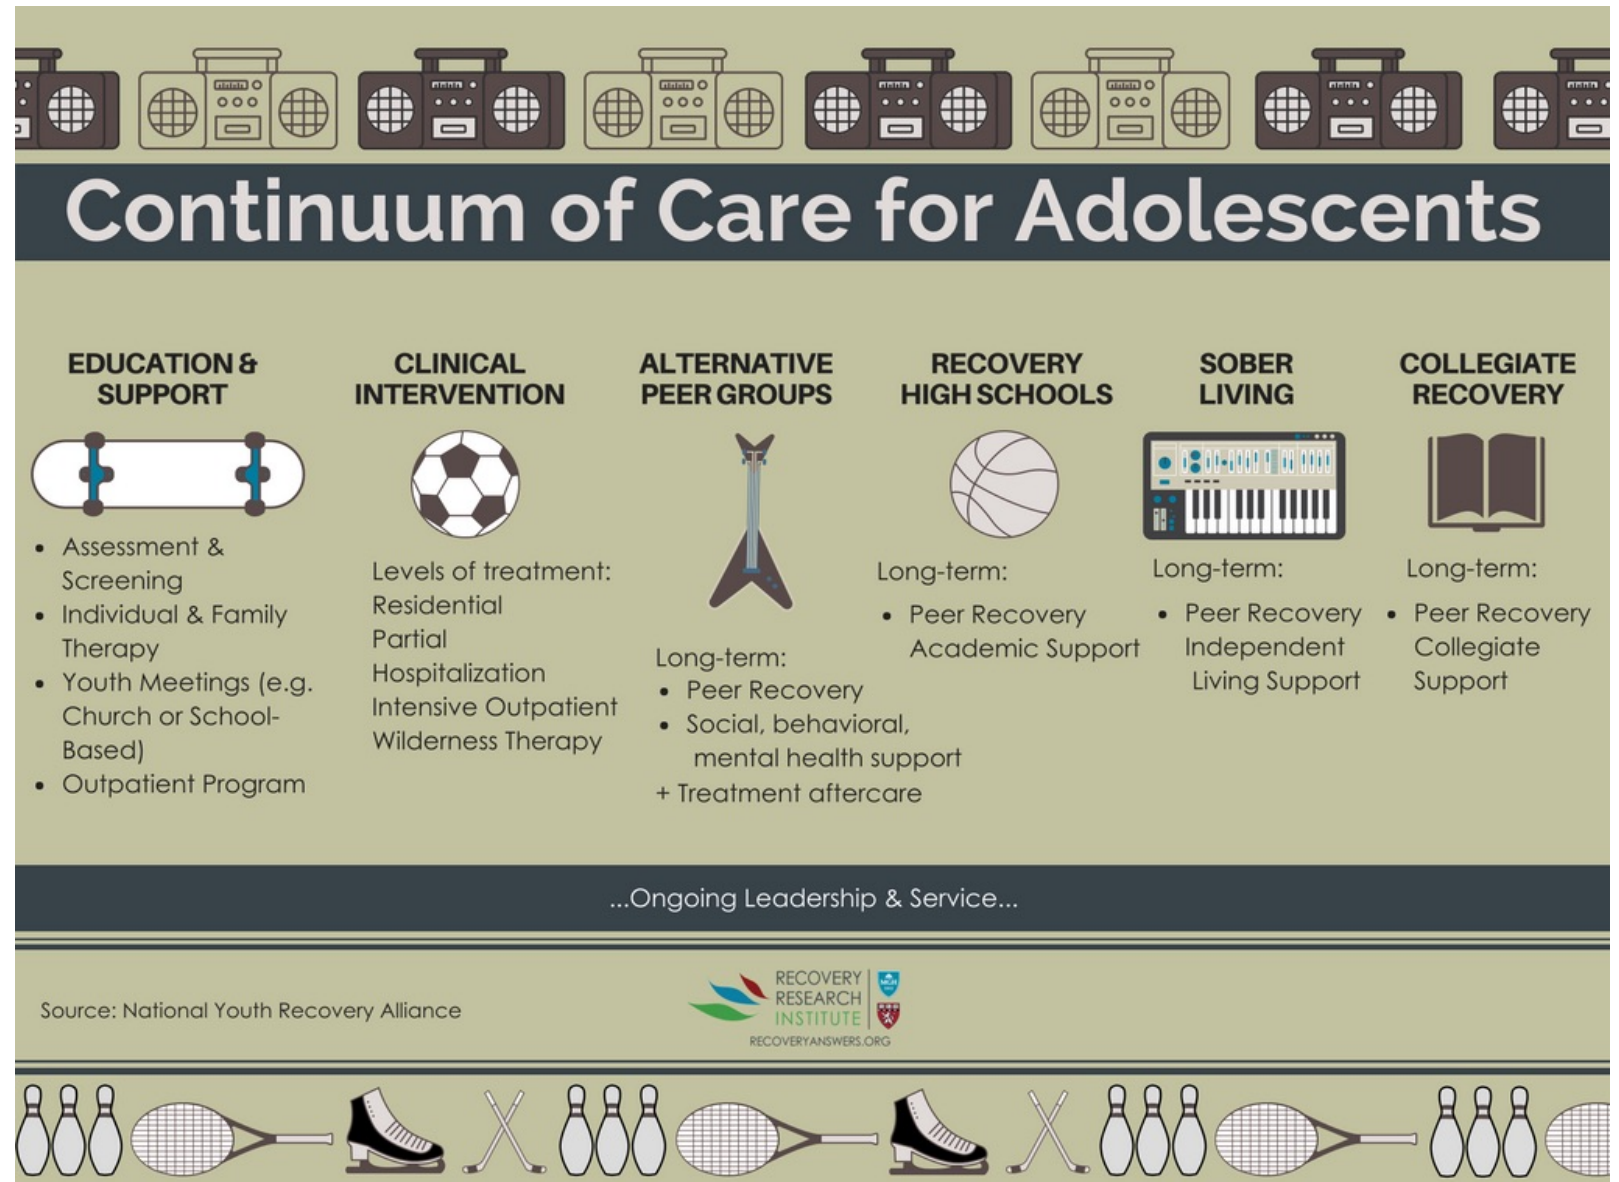 Continuum of Care for Adolescents
EDUCATION &
SUPPORT
• Assessment &
Screening
• Individual & Family
Therapy
• Youth Meetings (e.g.
Church or School-
Based)
• Outpatient Program
CLINICAL
INTERVENTION
Levels of treatment:
Residential
Partial
Hospitalization
Intensive Outpatient
Wilderness Therapy
ALTERNATIVE
PEER GROUPS
Long-term:
• Peer Recovery
• Social, behavioral,
mental health support
+ Treatment aftercare
RECOVERY
HIGH SCHOOLS
Long-term:
• Peer Recovery
Academic Support
SOBER
LIVING
Long-term:
• Peer Recovery
Independent
Living Support
COLLEGIATE
RECOVERY
Long-term:
• Peer Recovery
Collegiate
Support
...Ongoing Leadership & Service...
Source: National Youth Recovery Alliance
RECOVERY
RESEARCH
INSTITUTE
MGH
RECOVERYANSWERS.ORG